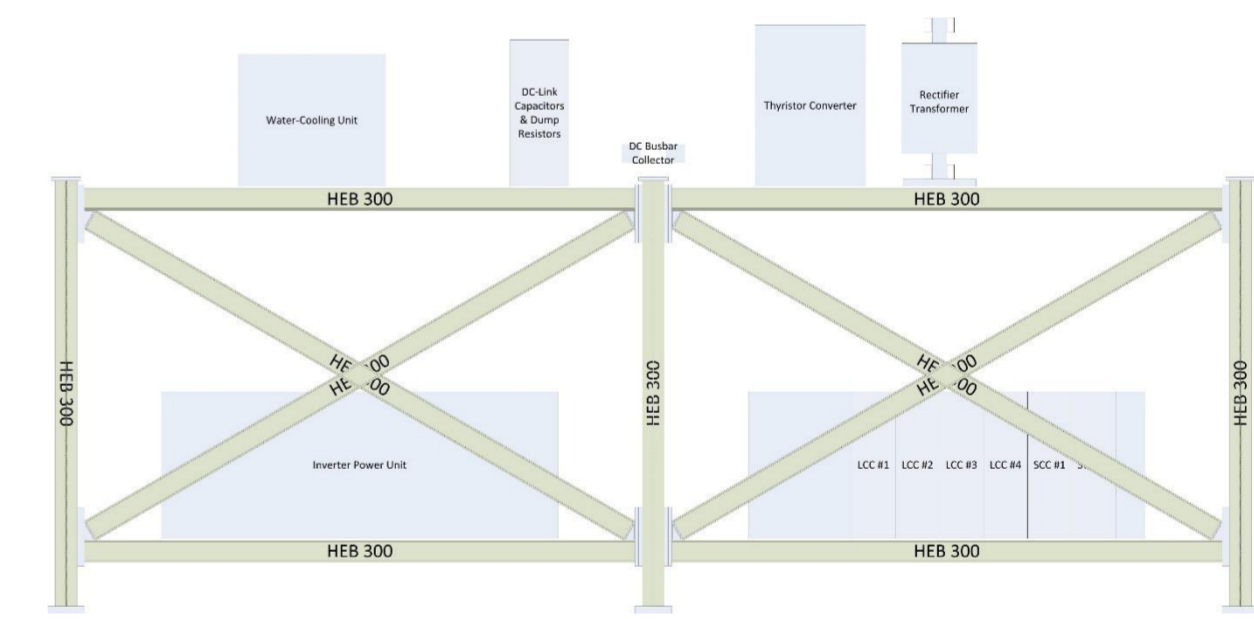 Water-Cooling Unit
DC-Link
Capacitors
& Dump
Resistors
Thyristor Converter
Rectifier
Transformer
DC Busbar
Collector
HEB 300
HEB 300
HEB 300
HEB 300
HEB 300
Inverter Power Unit
LCC #1
LCC #2
LCC #3
LCC #4
SCC #1
HEB 300
HEB 300